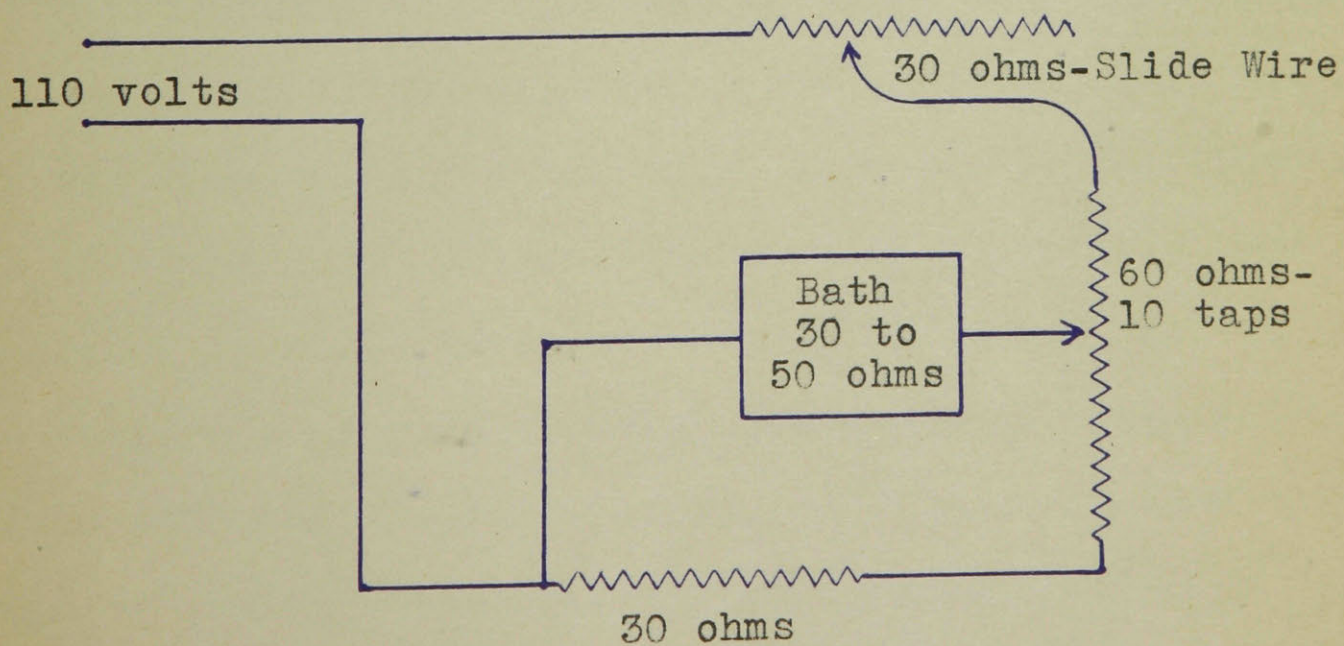 30 ohms-Slide Wire
110 volts
60 ohms-
10 taps
Bath
30 to
50 ohms
30 ohms